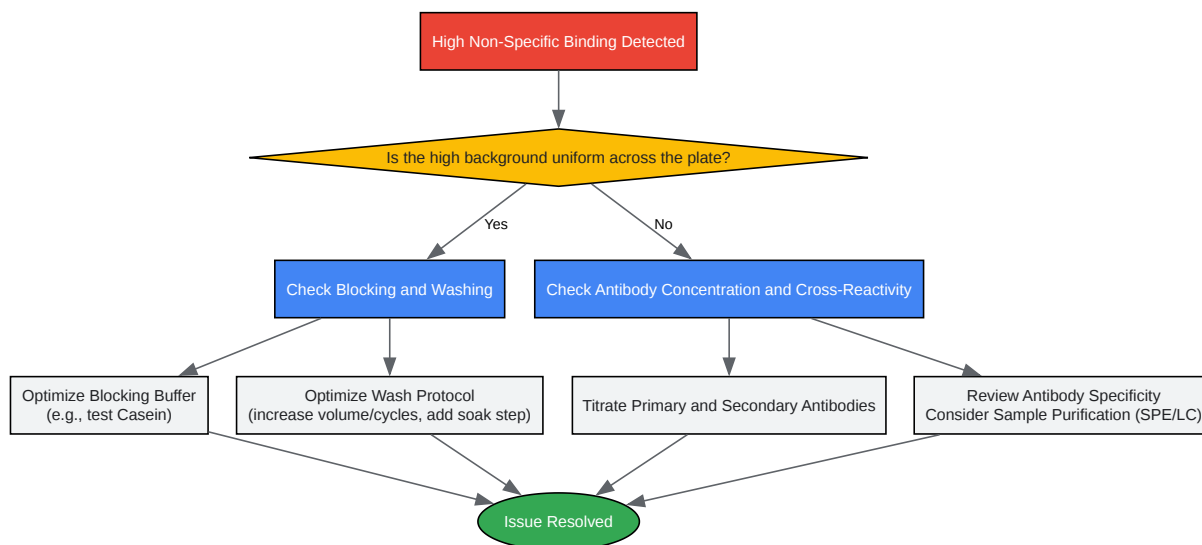 High Non-Specific Binding Detected
Is the high background uniform across the plate?
Yes
No
Check Blocking and Washing
Check Antibody Concentration and Cross-Reactivity
Optimize Blocking Buffer
(e.g., test Casein)
Optimize Wash Protocol
(increase volume/cycles, add soak step)
Titrate Primary and Secondary Antibodies
Review Antibody Specificity
Consider Sample Purification (SPE/LC)
Issue Resolved